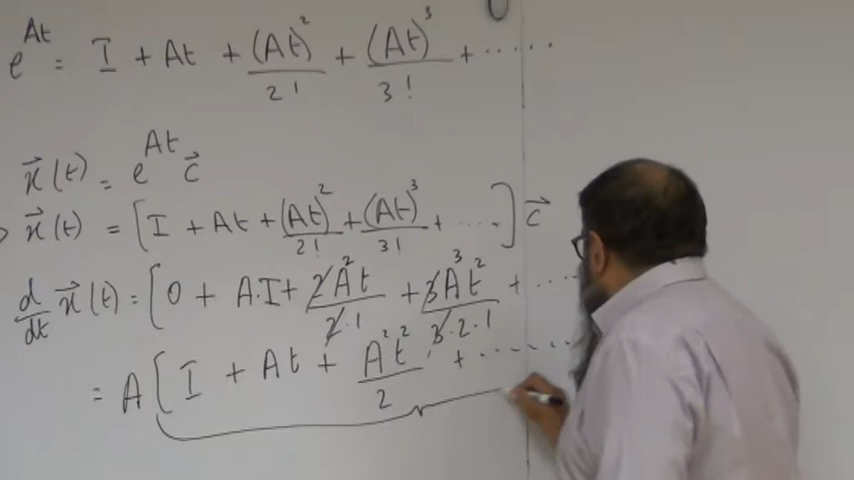 e^{At} = I + At + (At)^2/2! + (At)^3/3! + ......
x⃗(t) = e^{At} c⃗
x⃗(t) = [I + At + (At)^2/2! + (At)^3/3! + ....] c⃗
d/dt x⃗(t) = [0 + A.I + 2A^2t/2.1 + 3A^3t^2/3.2.1 + ....
= A[I + At + A^2t^2/2 + ......